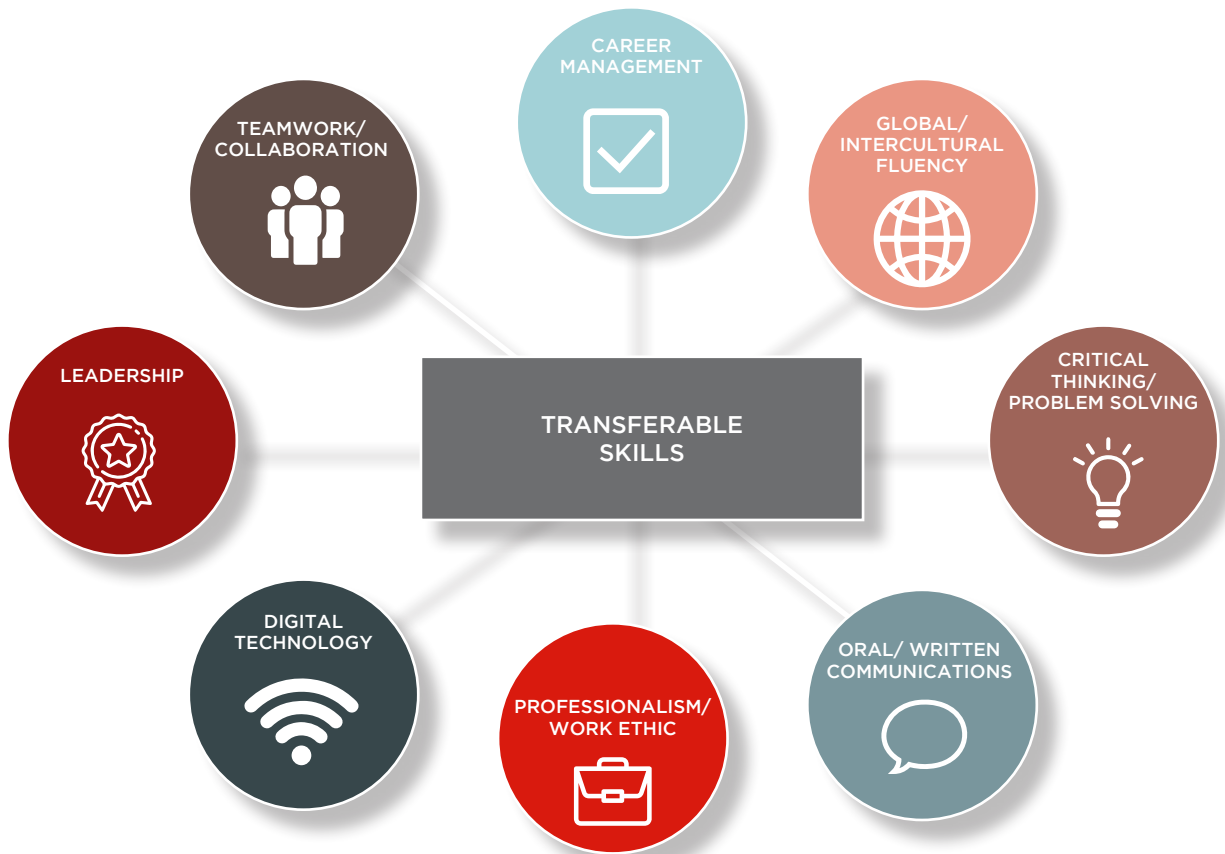 CAREER
MANAGEMENT
TEAMWORK/
COLLABORATION
GLOBAL/
INTERCULTURAL
FLUENCY
LEADERSHIP
CRITICAL
THINKING/
PROBLEM SOLVING
TRANSFERABLE
SKILLS
DIGITAL
TECHNOLOGY
PROFESSIONALISM/
WORK ETHIC
ORAL/ WRITTEN
COMMUNICATIONS